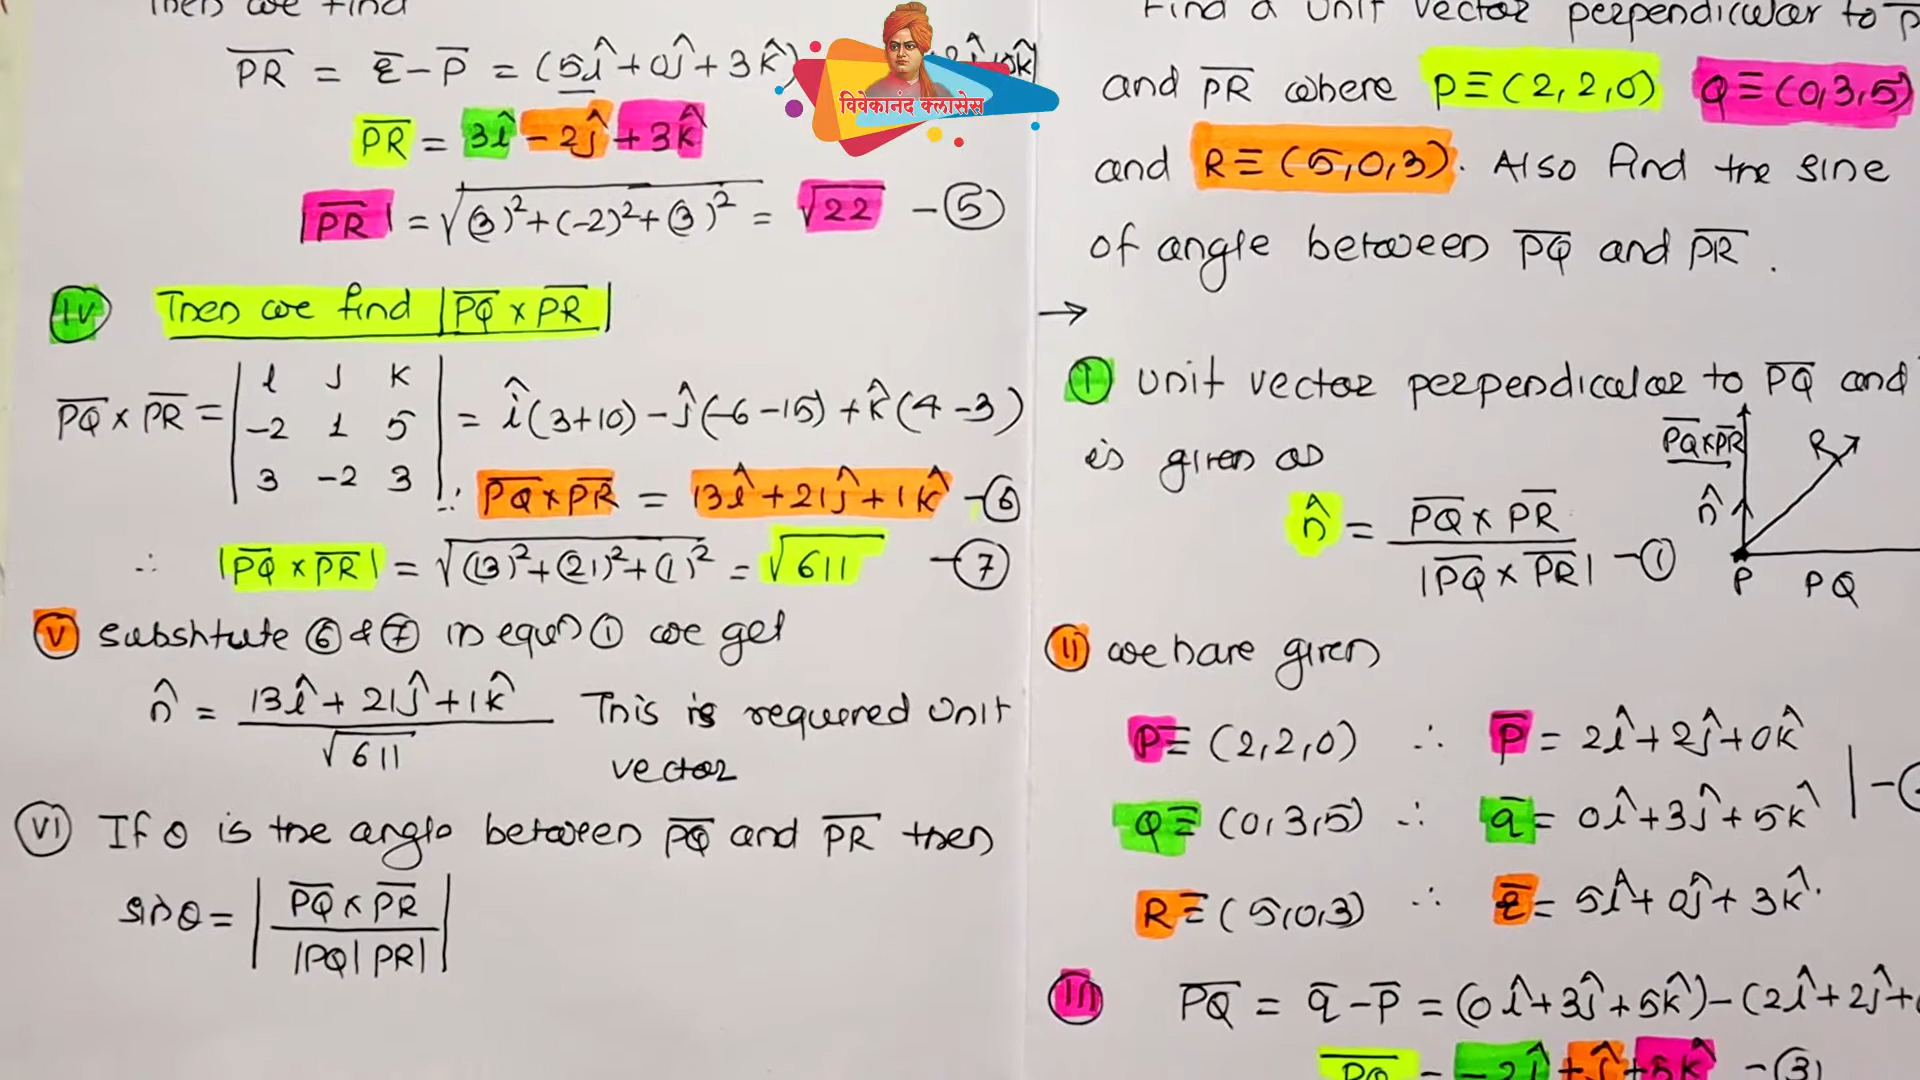 Then we find
PR = r̄ - p̄ = (5î+0ĵ+3k̂)
PR = 3î - 2ĵ + 3k̂
|PR| = √(3)²+(-2)²+(3)² = √22 - (5)
(iv) Then we find |PQ × PR|
PQ × PR = | i j k | = î(3+10) - ĵ(-6-15) + k̂(4-3)
| -2 1 5 |
| 3 -2 3 |
∴ PQ × PR = 13î + 21ĵ + 1k̂ - (6)
∴ |PQ × PR| = √(13)²+(21)²+(1)² = √611 - (7)
(v) substitute (6) & (7) in equn (1) we get
n̂ = 13î + 21ĵ + 1k̂ / √611 This is requered unit
vector
(vi) If θ is the angle between PQ and PR then
sinθ = | PQ × PR / |PQ| |PR| |
विवेकानंद क्लासेस
Find a unit vector perpendicular to
and PR where P≡(2,2,0) Q≡(0,3,5)
and R≡(5,0,3). Also find the sine
of angle between PQ and PR.
→
(I) unit vector perpendicular to PQ and
is given as
n̂ = PQ × PR / |PQ × PR| - (1)
PQ×PR
R
n̂
P PQ
(II) we have given
P≡(2,2,0) ∴ p̄ = 2î+2ĵ+0k̂
Q≡(0,3,5) ∴ q̄ = 0î+3ĵ+5k̂
R≡(5,0,3) ∴ r̄ = 5î+0ĵ+3k̂.
(III) PQ = q̄ - p̄ = (0î+3ĵ+5k̂)-(2î+2ĵ+
PQ = -2î+ĵ+5k̂ - (3)